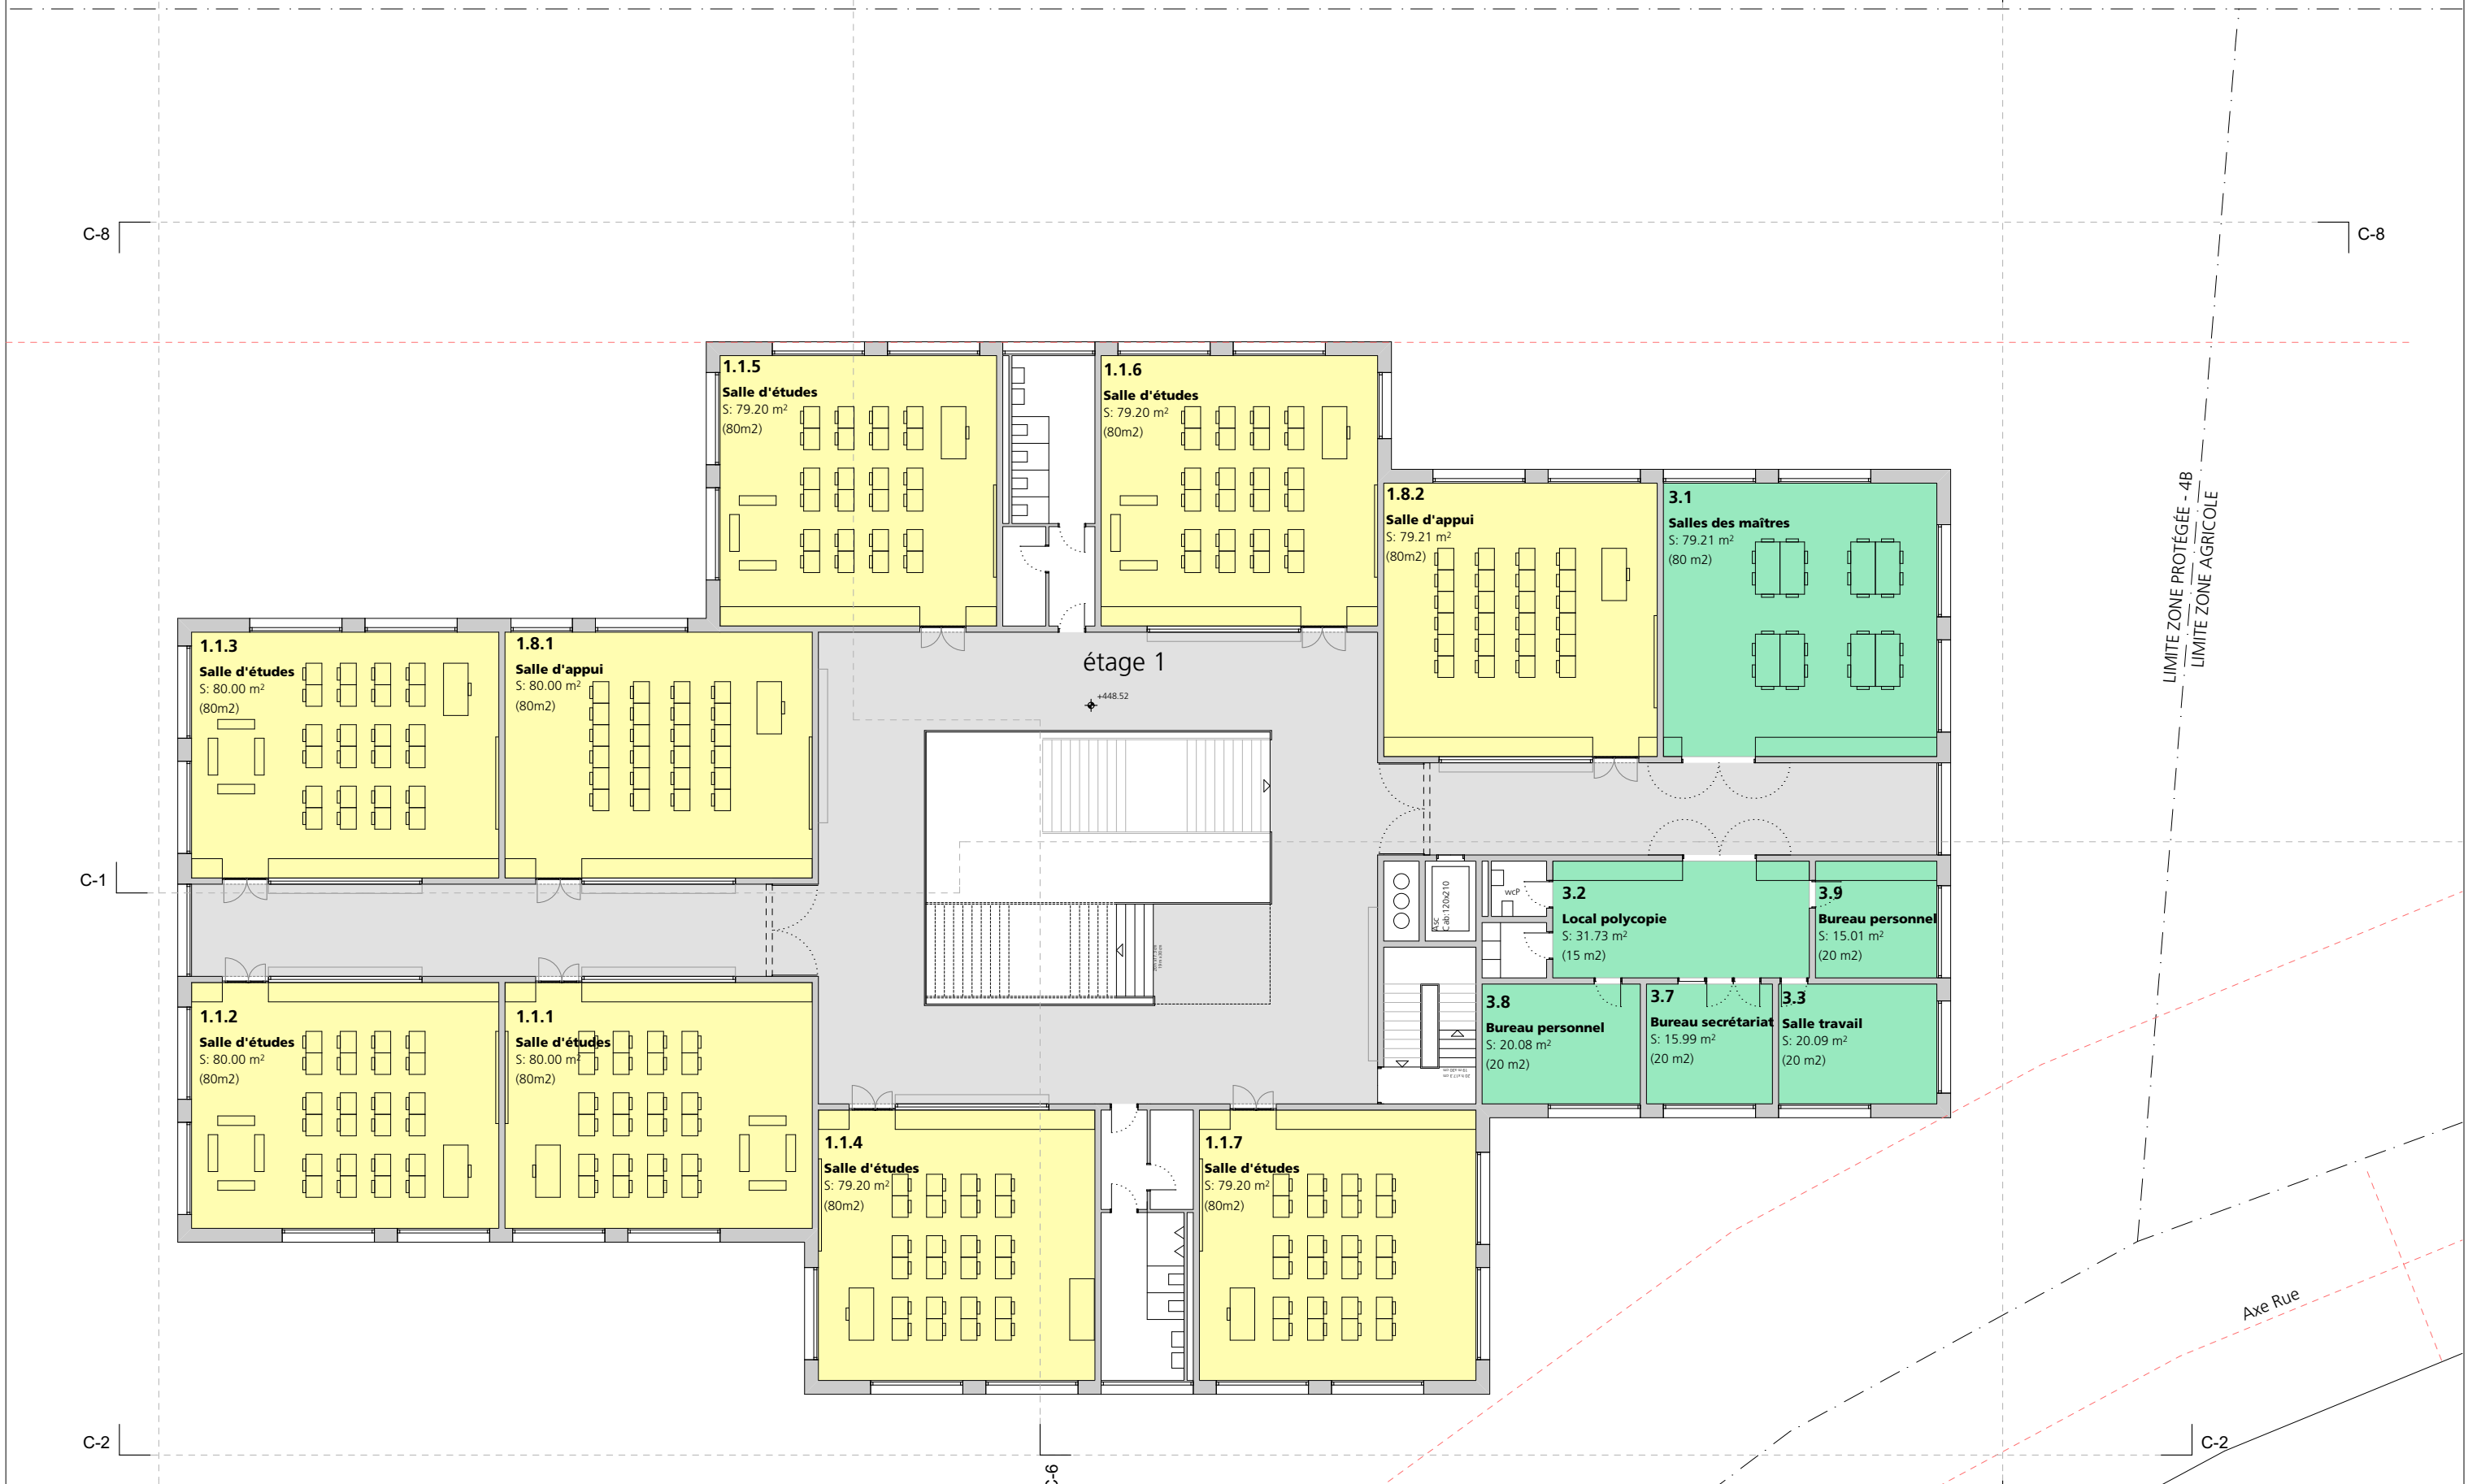 C-8
C-8
LIMITE ZONE PROTÉGÉE - 4B
LIMITE ZONE AGRICOLE
1.1.5
Salle d'études
S: 79.20 m²
(80m2)
1.1.6
Salle d'études
S: 79.20 m²
(80m2)
1.8.2
Salle d'appui
S: 79.21 m²
(80m2)
3.1
Salles des maîtres
S: 79.21 m²
(80 m2)
1.1.3
Salle d'études
S: 80.00 m²
(80m2)
1.8.1
Salle d'appui
S: 80.00 m²
(80m2)
étage 1
+448.52
C-1
Asc
Cab:120x210
wcP
3.2
Local polycopie
S: 31.73 m²
(15 m2)
3.9
Bureau personnel
S: 15.01 m²
(20 m2)
1.1.2
Salle d'études
S: 80.00 m²
(80m2)
1.1.1
Salle d'études
S: 80.00 m²
(80m2)
3.8
Bureau personnel
S: 20.08 m²
(20 m2)
3.7
Bureau secrétariat
S: 15.99 m²
(20 m2)
3.3
Salle travail
S: 20.09 m²
(20 m2)
1.1.4
Salle d'études
S: 79.20 m²
(80m2)
1.1.7
Salle d'études
S: 79.20 m²
(80m2)
Axe Rue
C-2
C-2
C-6